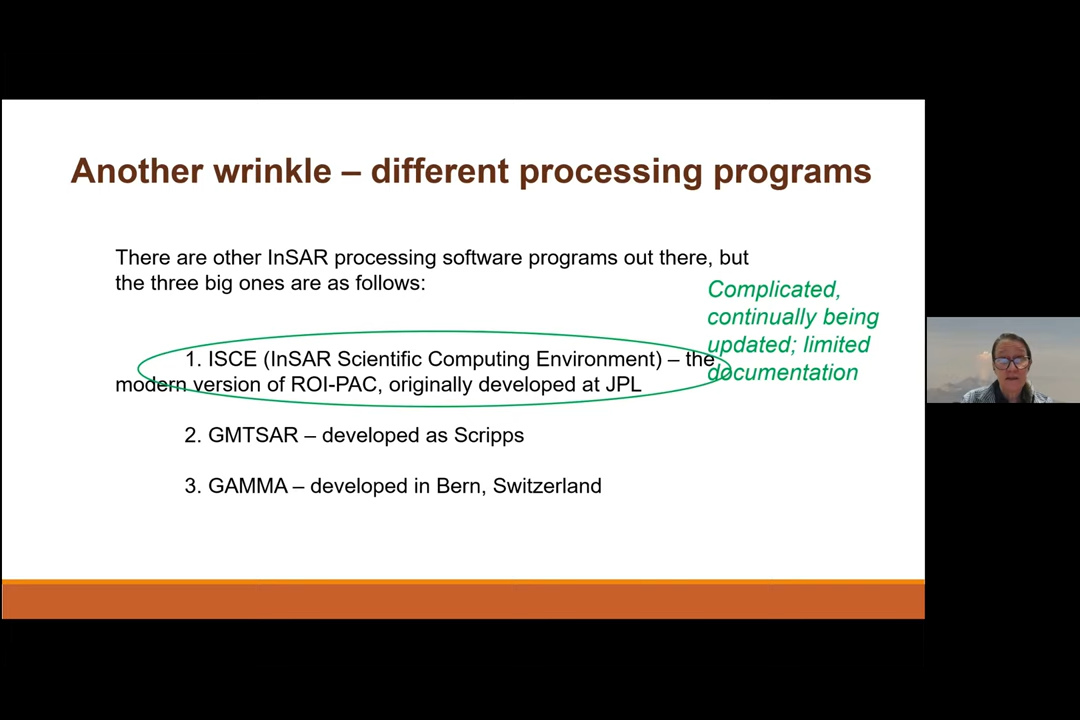 Another wrinkle – different processing programs
There are other InSAR processing software programs out there, but
the three big ones are as follows:
Complicated,
continually being
updated; limited
documentation
1. ISCE (InSAR Scientific Computing Environment) – the
modern version of ROI-PAC, originally developed at JPL
2. GMTSAR – developed as Scripps
3. GAMMA – developed in Bern, Switzerland